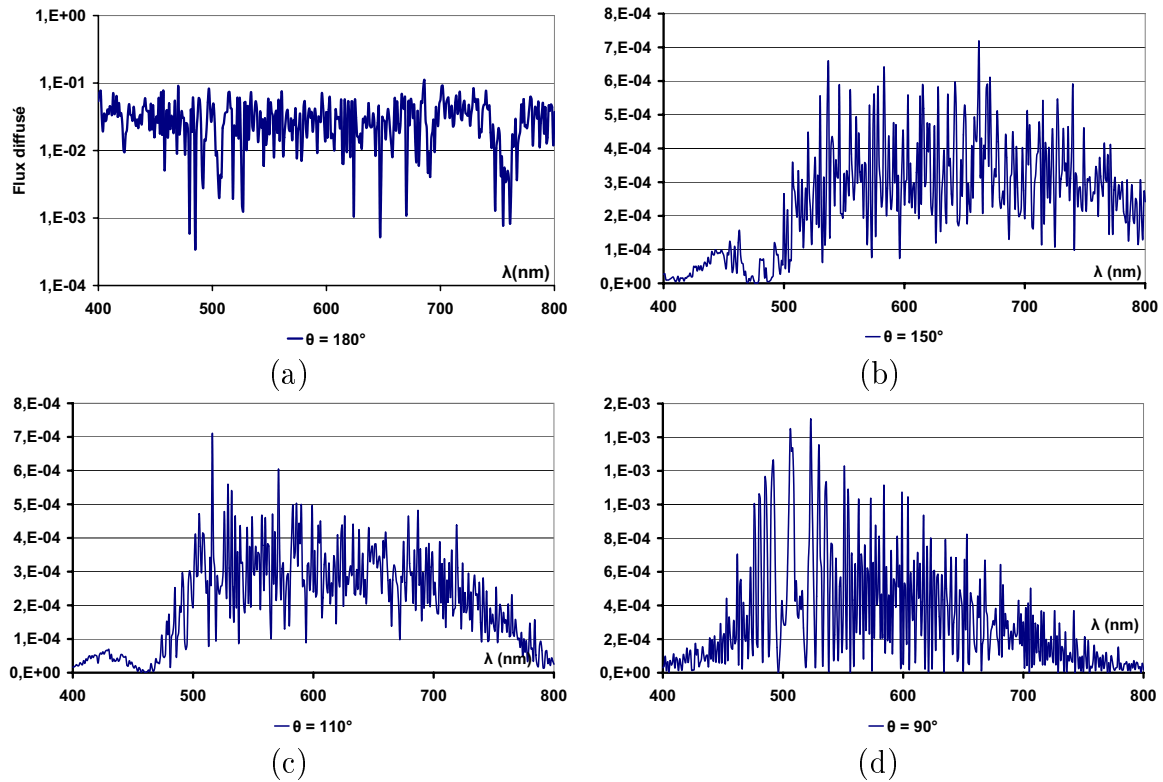 1,E+00
1,E-01
1,E-02
1,E-03
1,E-04
Flux diffusé
λ(nm)
400 500 600 700 800
θ = 180°
(a)
8,E-04
7,E-04
6,E-04
5,E-04
4,E-04
3,E-04
2,E-04
1,E-04
0,E+00
λ (nm)
400 500 600 700 800
θ = 150°
(b)
8,E-04
7,E-04
6,E-04
5,E-04
4,E-04
3,E-04
2,E-04
1,E-04
0,E+00
λ (nm)
400 500 600 700 800
θ = 110°
(c)
2,E-03
1,E-03
1,E-03
1,E-03
8,E-04
6,E-04
4,E-04
2,E-04
0,E+00
λ (nm)
400 500 600 700 800
θ = 90°
(d)